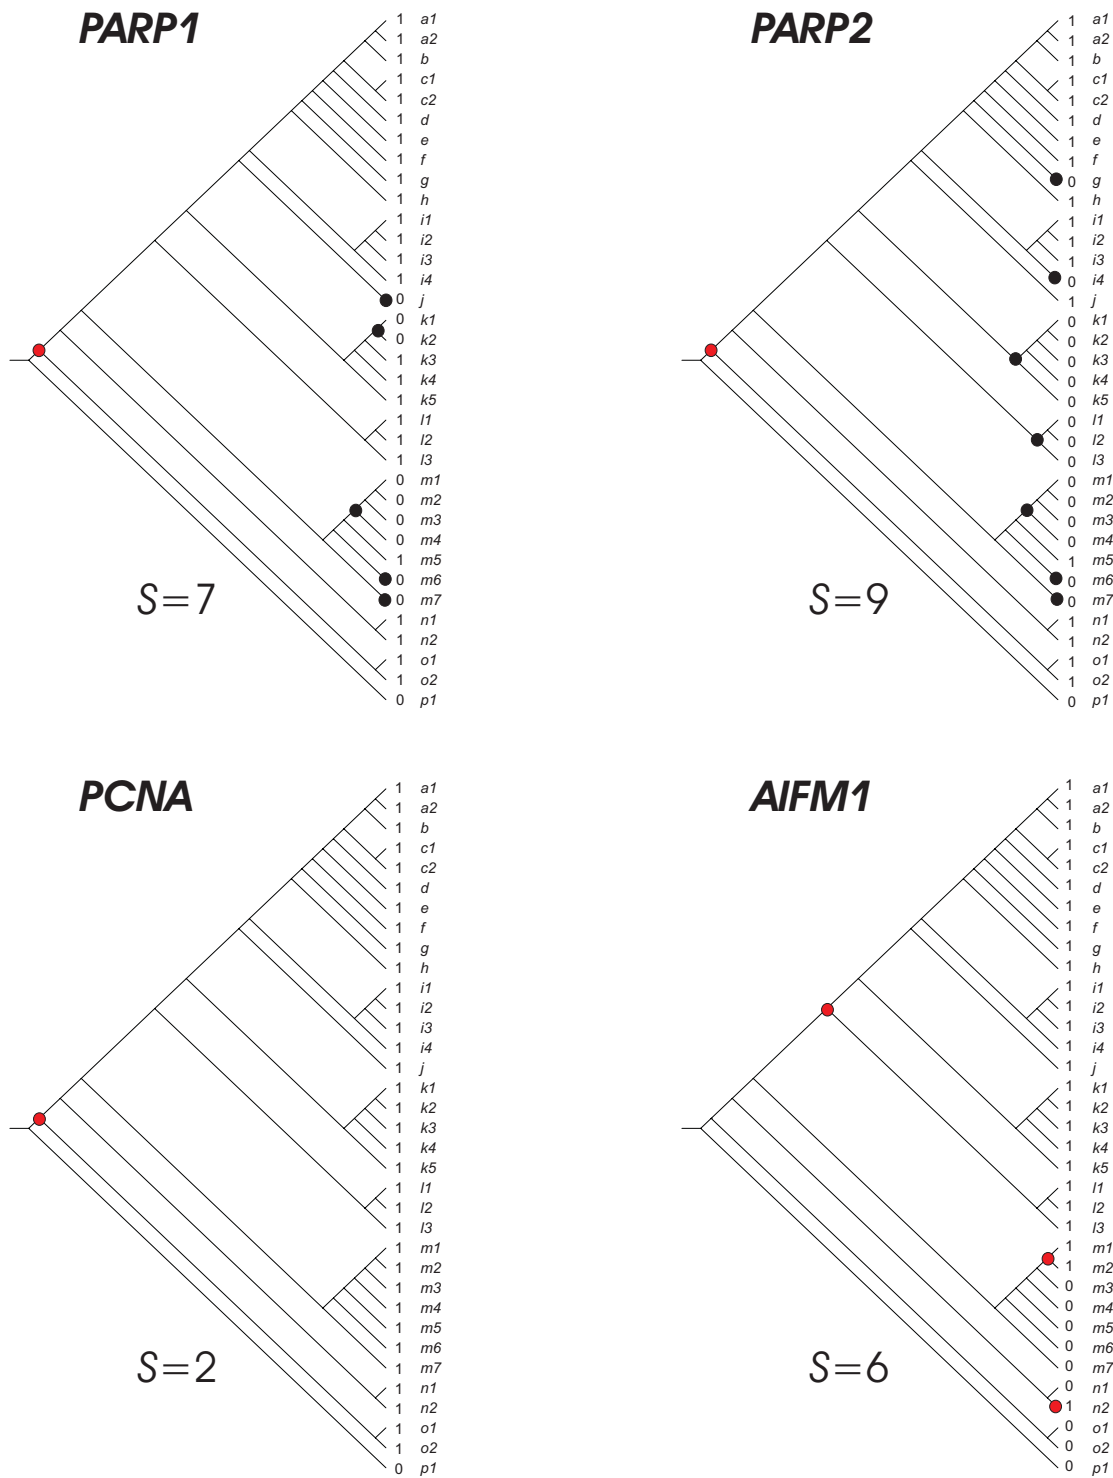 PARP1
1 a1
1 a2
1 b
1 c1
1 c2
1 d
1 e
1 f
1 g
1 h
1 i1
1 i2
1 i3
1 i4
0 j
0 k1
0 k2
1 k3
1 k4
1 k5
1 l1
1 l2
1 l3
0 m1
0 m2
0 m3
0 m4
1 m5
0 m6
0 m7
1 n1
1 n2
1 o1
1 o2
0 p1
S=7
PARP2
1 a1
1 a2
1 b
1 c1
1 c2
1 d
1 e
1 f
0 g
1 h
1 i1
1 i2
1 i3
0 i4
1 j
0 k1
0 k2
0 k3
0 k4
0 k5
0 l1
0 l2
0 l3
0 m1
0 m2
0 m3
0 m4
1 m5
0 m6
0 m7
1 n1
1 n2
1 o1
1 o2
0 p1
S=9
PCNA
1 a1
1 a2
1 b
1 c1
1 c2
1 d
1 e
1 f
1 g
1 h
1 i1
1 i2
1 i3
1 i4
1 j
1 k1
1 k2
1 k3
1 k4
1 k5
1 l1
1 l2
1 l3
1 m1
1 m2
1 m3
1 m4
1 m5
1 m6
1 m7
1 n1
1 n2
1 o1
1 o2
0 p1
S=2
AIFM1
1 a1
1 a2
1 b
1 c1
1 c2
1 d
1 e
1 f
1 g
1 h
1 i1
1 i2
1 i3
1 i4
1 j
1 k1
1 k2
1 k3
1 k4
1 k5
1 l1
1 l2
1 l3
1 m1
1 m2
0 m3
0 m4
0 m5
0 m6
0 m7
0 n1
1 n2
0 o1
0 o2
0 p1
S=6